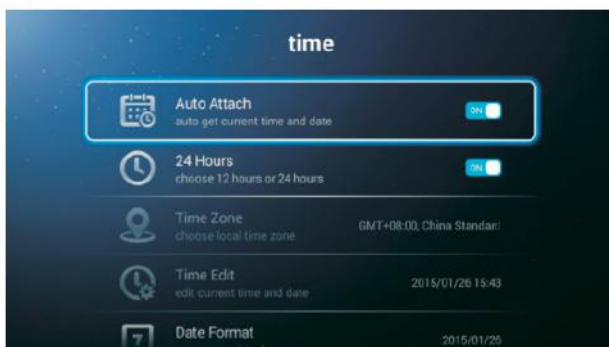 time
Auto Attach
auto get current time and date
ON
24 Hours
choose 12 hours or 24 hours
ON
Time Zone
choose local time zone
GMT+08:00, China Standard
Time Edit
edit current time and date
2015/01/26 15:43
7
Date Format
2015/01/26